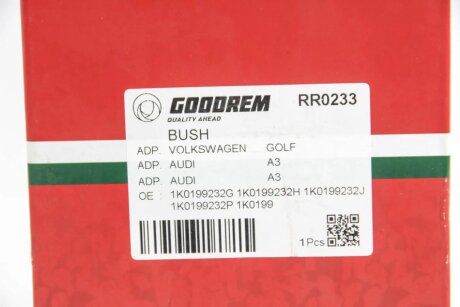 GOODREM RR0233
QUALITY AHEAD
BUSH
ADP.. VOLKSWAGEN GOLF
ADP.. AUDI A3
ADP.. AUDI A3
OE : 1K0199232G 1K0199232H 1K0199232J
1K0199232P 1K0199
1Pcs